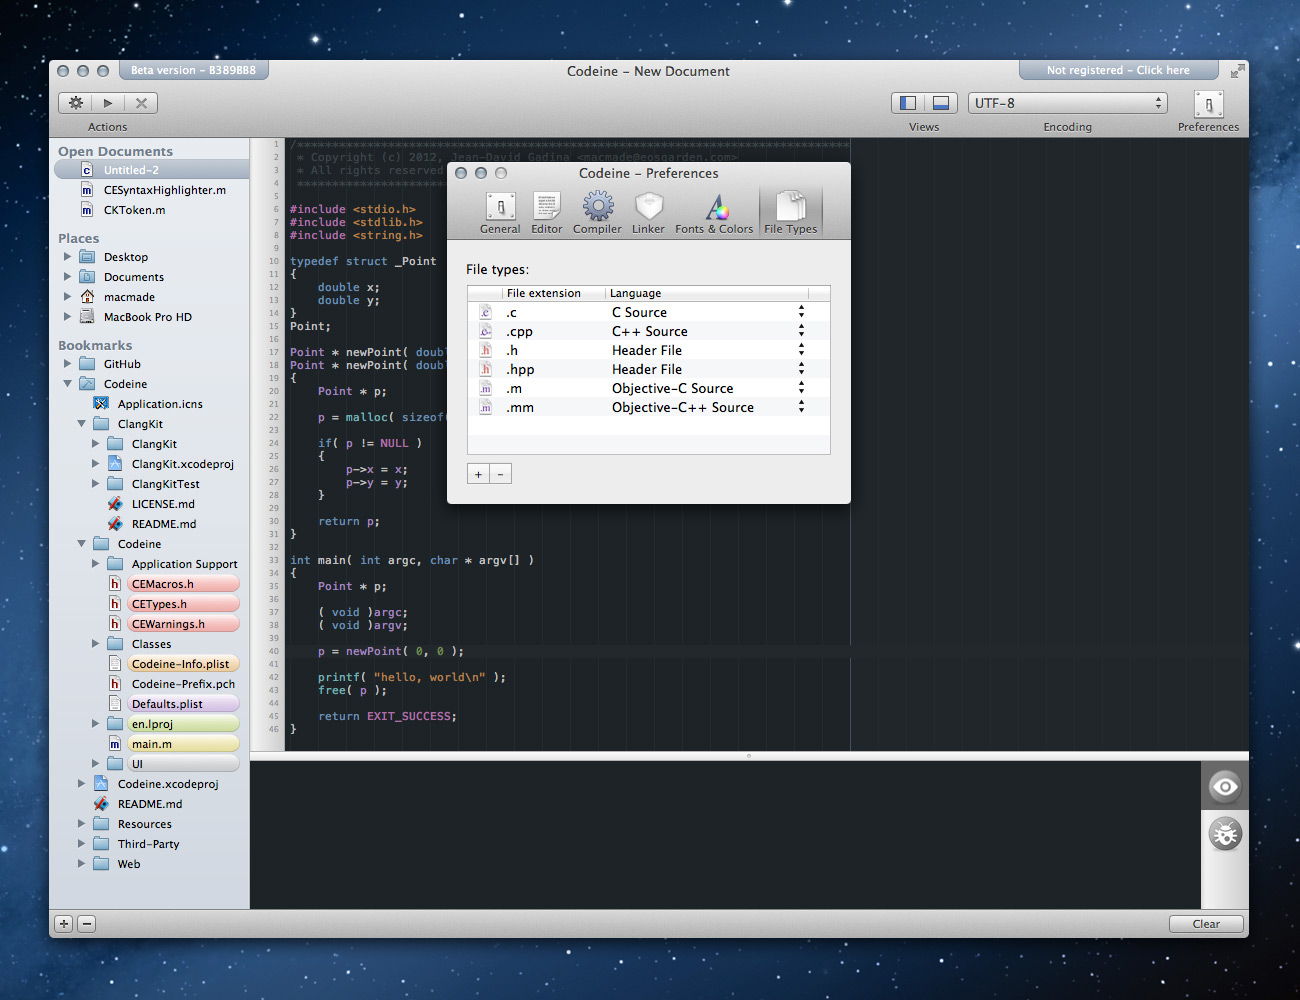 Beta version – B389BB8
Codeine – New Document
Not registered – Click here
UTF-8
Actions
Views
Encoding
Preferences
Open Documents
Untitled-2
CESyntaxHighlighter.m
CKToken.m
Places
Desktop
Documents
macmade
MacBook Pro HD
Bookmarks
GitHub
Codeine
Application.icns
ClangKit
ClangKit
ClangKit.xcodeproj
ClangKitTest
LICENSE.md
README.md
Codeine
Application Support
CEMacros.h
CETypes.h
CEWarnings.h
Classes
Codeine-Info.plist
Codeine-Prefix.pch
Defaults.plist
en.lproj
main.m
UI
Codeine.xcodeproj
README.md
Resources
Third-Party
Web
1 /*******************************************************************************
2 * Copyright (c) 2012, Jean-David Gadina <macmade@eosgarden.com>
3 * All rights reserved
4 **********************
5
6 #include <stdio.h>
7 #include <stdlib.h>
8 #include <string.h>
9
10 typedef struct _Point
11 {
12 double x;
13 double y;
14 }
15 Point;
16
17 Point * newPoint( doubl
18 Point * newPoint( doubl
19 {
20 Point * p;
21
22 p = malloc( sizeof(
23
24 if( p != NULL )
25 {
26 p->x = x;
27 p->y = y;
28 }
29
30 return p;
31 }
32
33 int main( int argc, char * argv[] )
34 {
35 Point * p;
36
37 ( void )argc;
38 ( void )argv;
39
40 p = newPoint( 0, 0 );
41
42 printf( "hello, world\n" );
43 free( p );
44
45 return EXIT_SUCCESS;
46 }
Codeine – Preferences
General
Editor
Compiler
Linker
Fonts & Colors
File Types
File types:
File extension
Language
.c C Source
.cpp C++ Source
.h Header File
.hpp Header File
.m Objective-C Source
.mm Objective-C++ Source
+ -
+ -
Clear